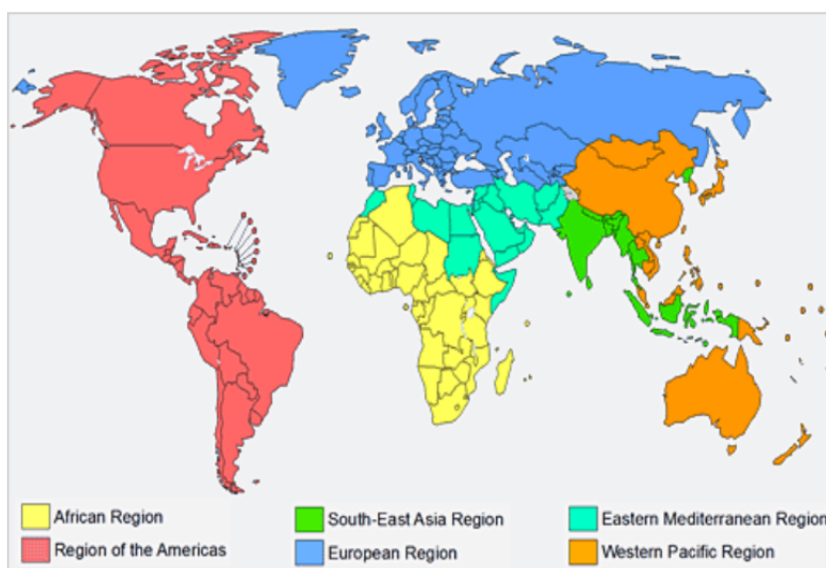 African Region
South-East Asia Region
Eastern Mediterranean Region
Region of the Americas
European Region
Western Pacific Region